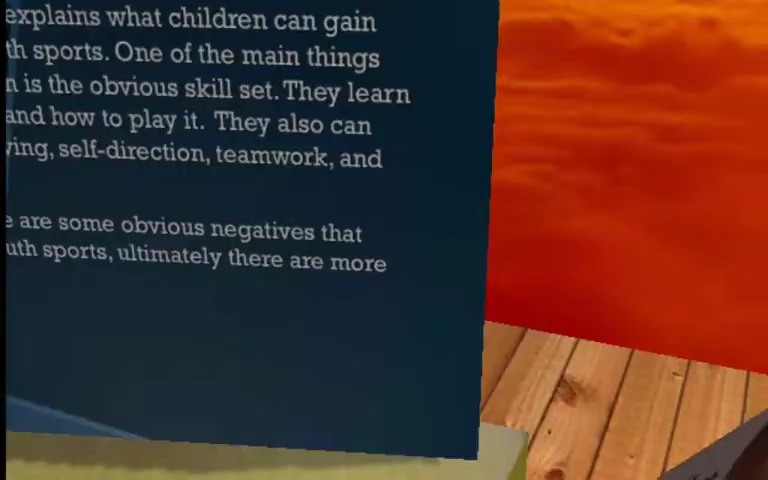 explains what children can gain
th sports. One of the main things
n is the obvious skill set. They learn
and how to play it. They also can
ving, self-direction, teamwork, and
e are some obvious negatives that
uth sports, ultimately there are more